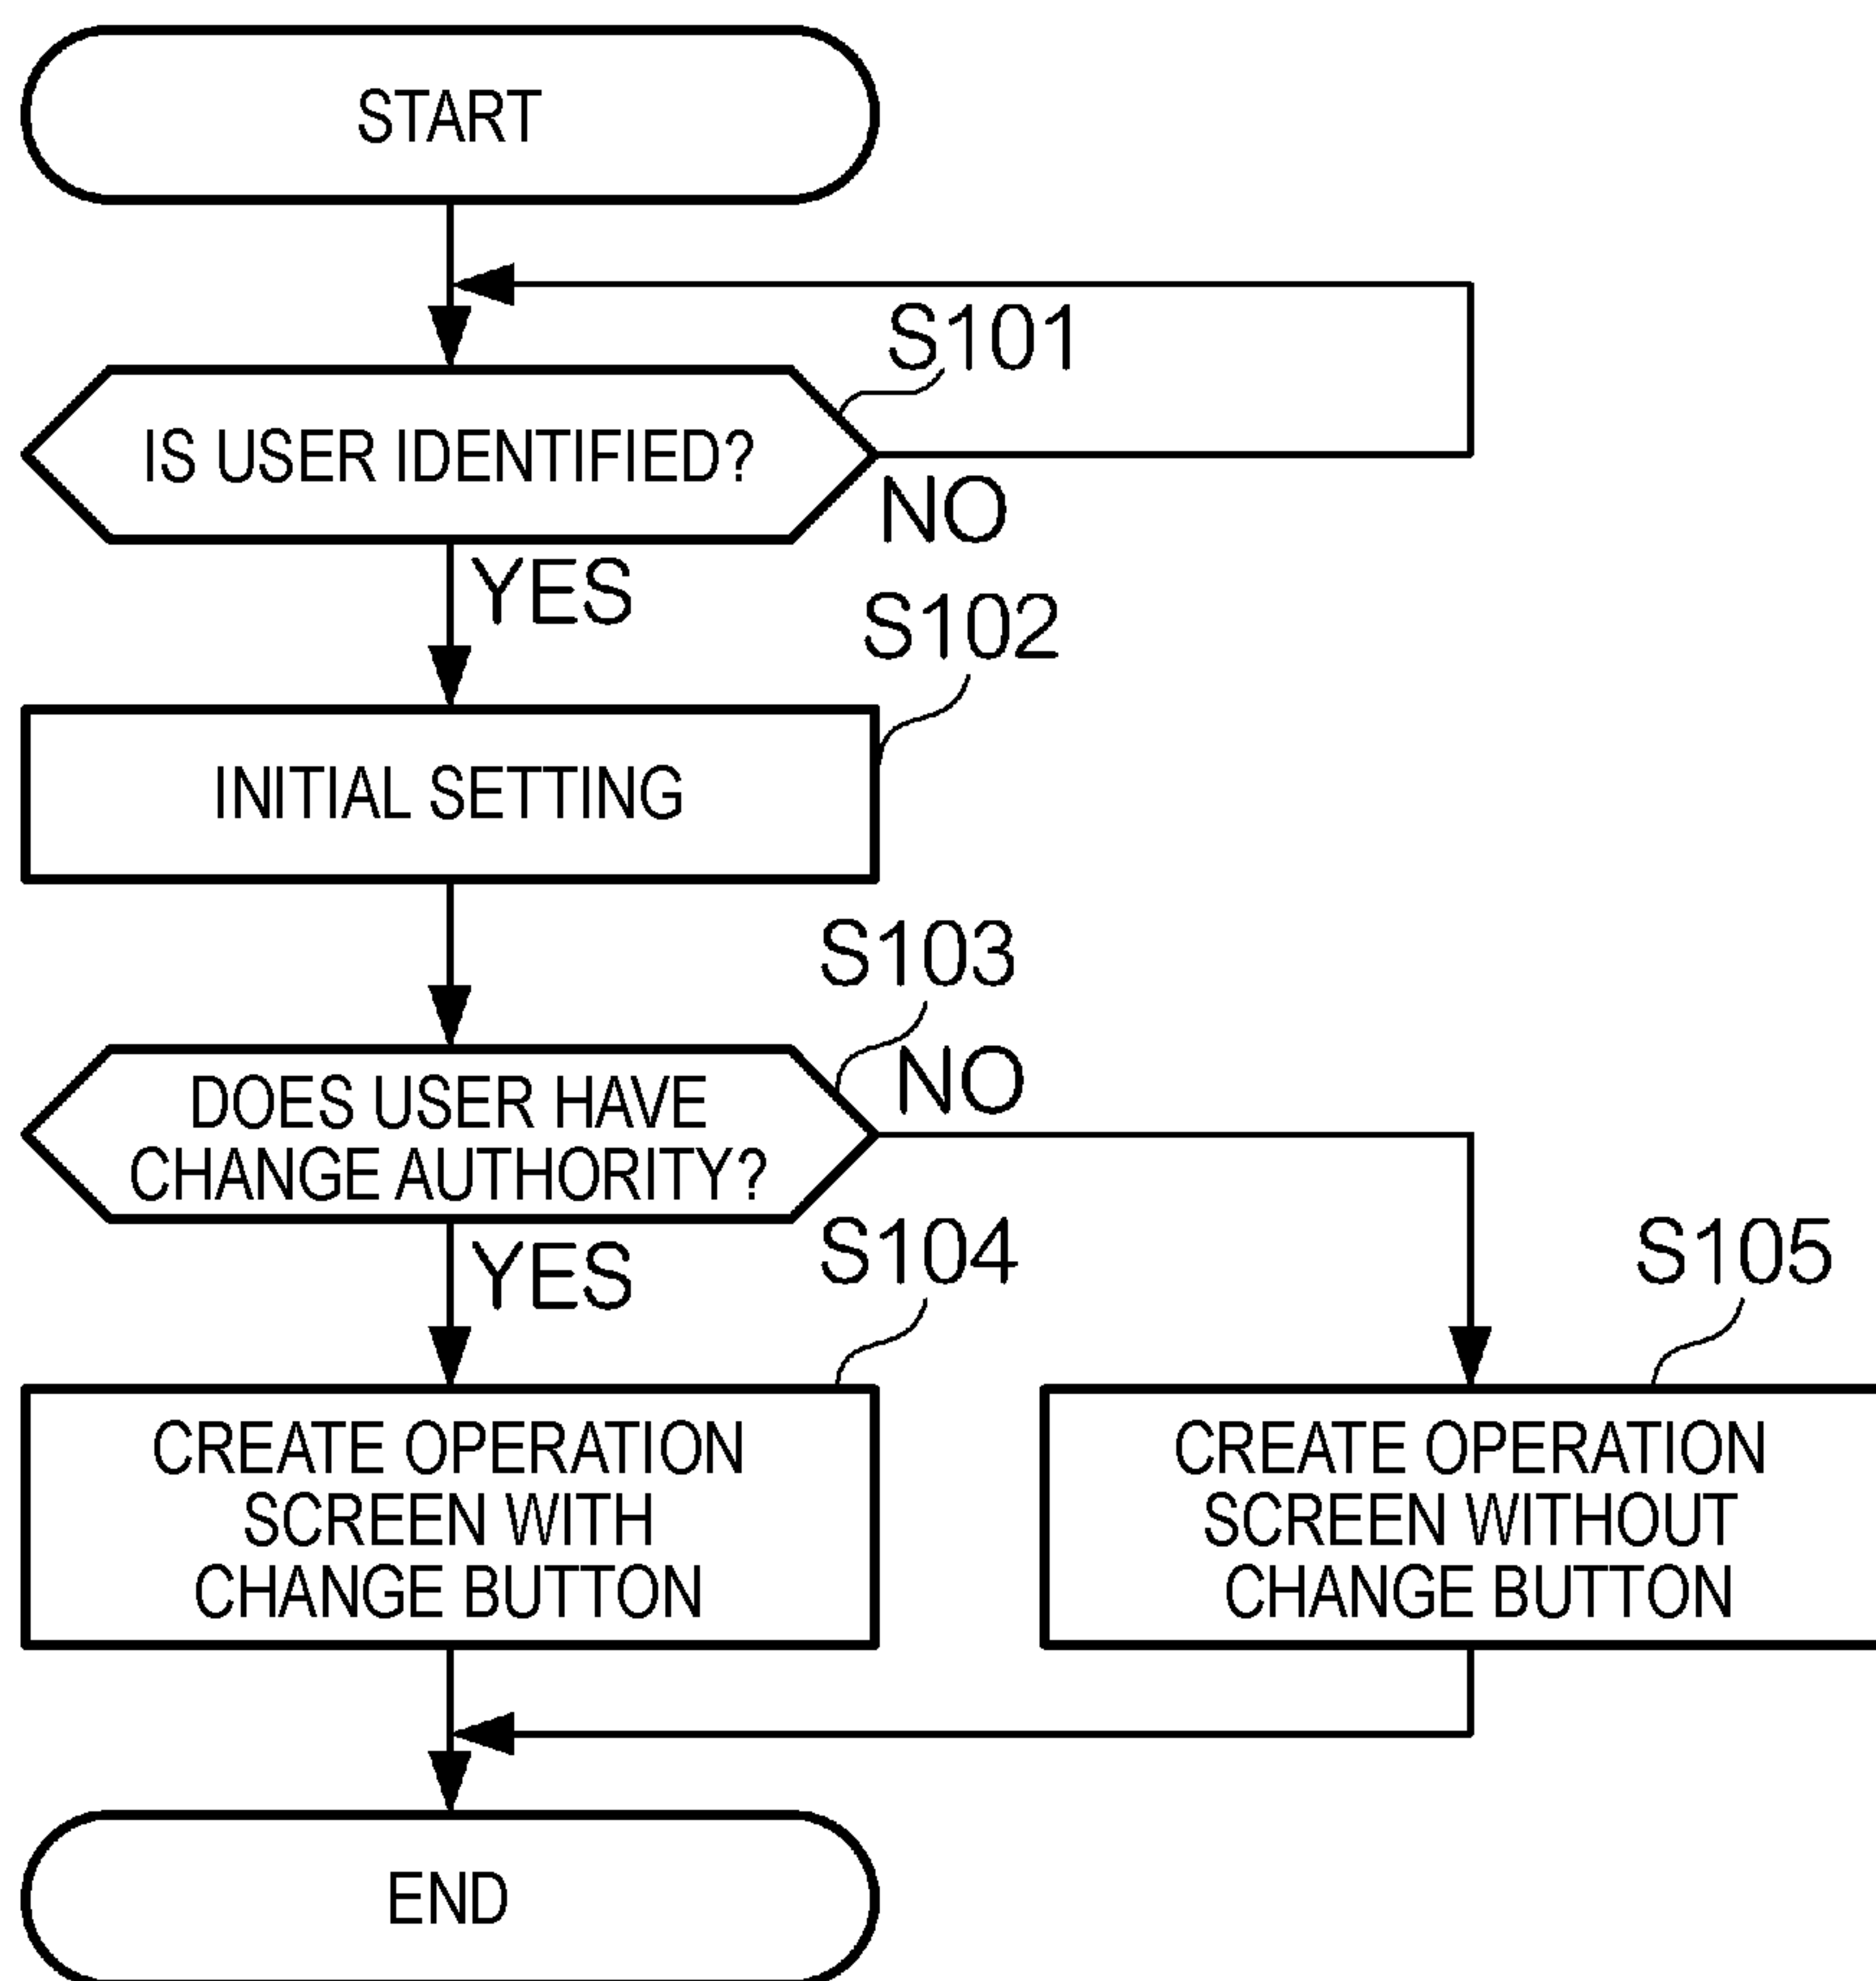 START
S101
IS USER IDENTIFIED?
NO
YES
S102
INITIAL SETTING
S103
NO
DOES USER HAVE
CHANGE AUTHORITY?
YES
S104
S105
CREATE OPERATION
SCREEN WITH
CHANGE BUTTON
CREATE OPERATION
SCREEN WITHOUT
CHANGE BUTTON
END